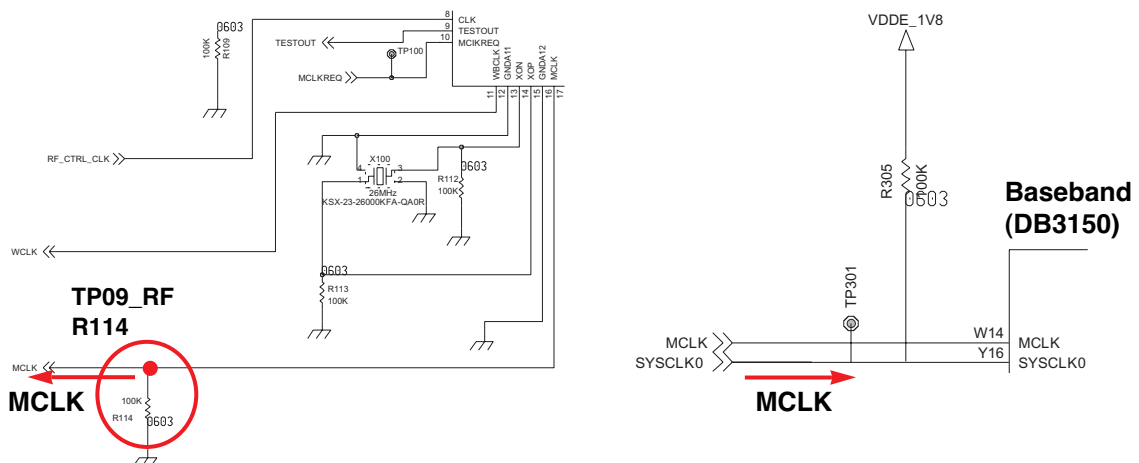 8
CLK
0603
9
TESTOUT
10
MCIKREQ
100K
R109
TESTOUT
TP100
MCLKREQ
WBCLK
GNDA11
XON
XOP
GNDA12
MCLK
11
12
13
14
15
16
17
RF_CTRL_CLK
X100
4
3
1
2
26MHz
KSX-23-26000KFA-QA0R
0603
R112
100K
WCLK
0603
R113
100K
TP09_RF
R114
MCLK
MCLK
100K
R114
0603
VDDE_1V8
R305
200K
0603
Baseband
(DB3150)
TP301
MCLK
W14
MCLK
SYSCLK0
Y16
SYSCLK0
MCLK